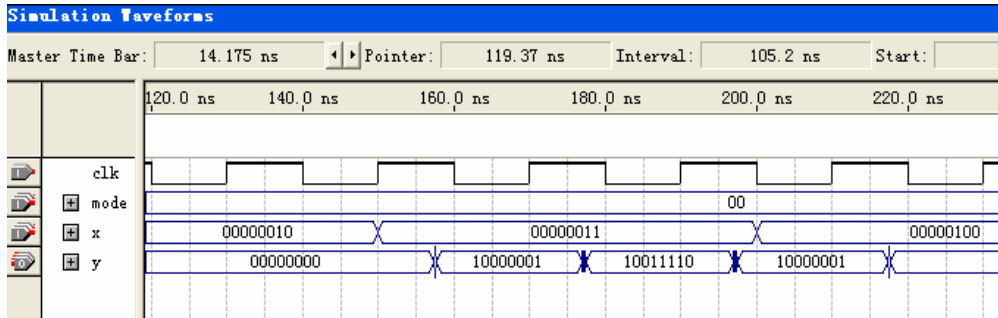 Simulation Waveforms
Master Time Bar: 14.175 ns Pointer: 119.37 ns Interval: 105.2 ns Start:
120.0 ns 140.0 ns 160.0 ns 180.0 ns 200.0 ns 220.0 ns
clk
mode 00
x 00000010 00000011 00000100
y 00000000 10000001 10011110 10000001